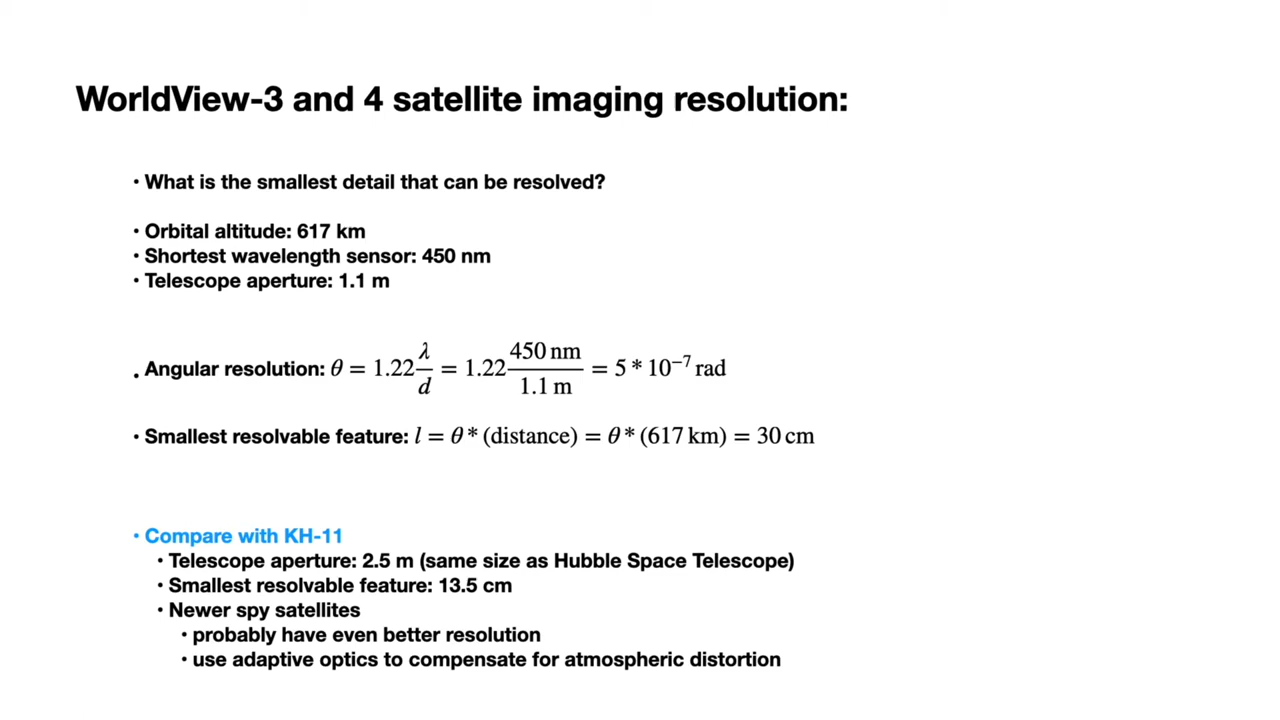 WorldView-3 and 4 satellite imaging resolution:
• What is the smallest detail that can be resolved?
• Orbital altitude: 617 km
• Shortest wavelength sensor: 450 nm
• Telescope aperture: 1.1 m
• Angular resolution: θ = 1.22 λ/d = 1.22 450 nm/1.1 m = 5 * 10⁻⁷ rad
• Smallest resolvable feature: l = θ * (distance) = θ * (617 km) = 30 cm
• Compare with KH-11
• Telescope aperture: 2.5 m (same size as Hubble Space Telescope)
• Smallest resolvable feature: 13.5 cm
• Newer spy satellites
• probably have even better resolution
• use adaptive optics to compensate for atmospheric distortion